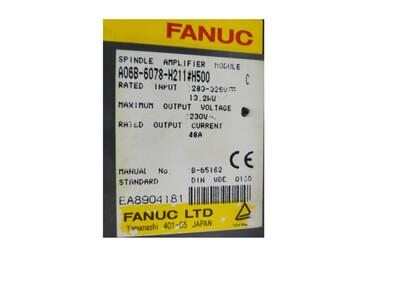 FANUC
SPINDLE AMPLIFIER MODULE
A06B-6078-H211#H500 C
RATED INPUT :283-325V
13.2KW
MAXIMUM OUTPUT VOLTAGE
:230V~
RATED OUTPUT CURRENT
48A
MANUAL No. B-65162
STANDARD DIN VDE 0160
CE
EA8904181
FANUC LTD
Yamanashi 401-05 JAPAN